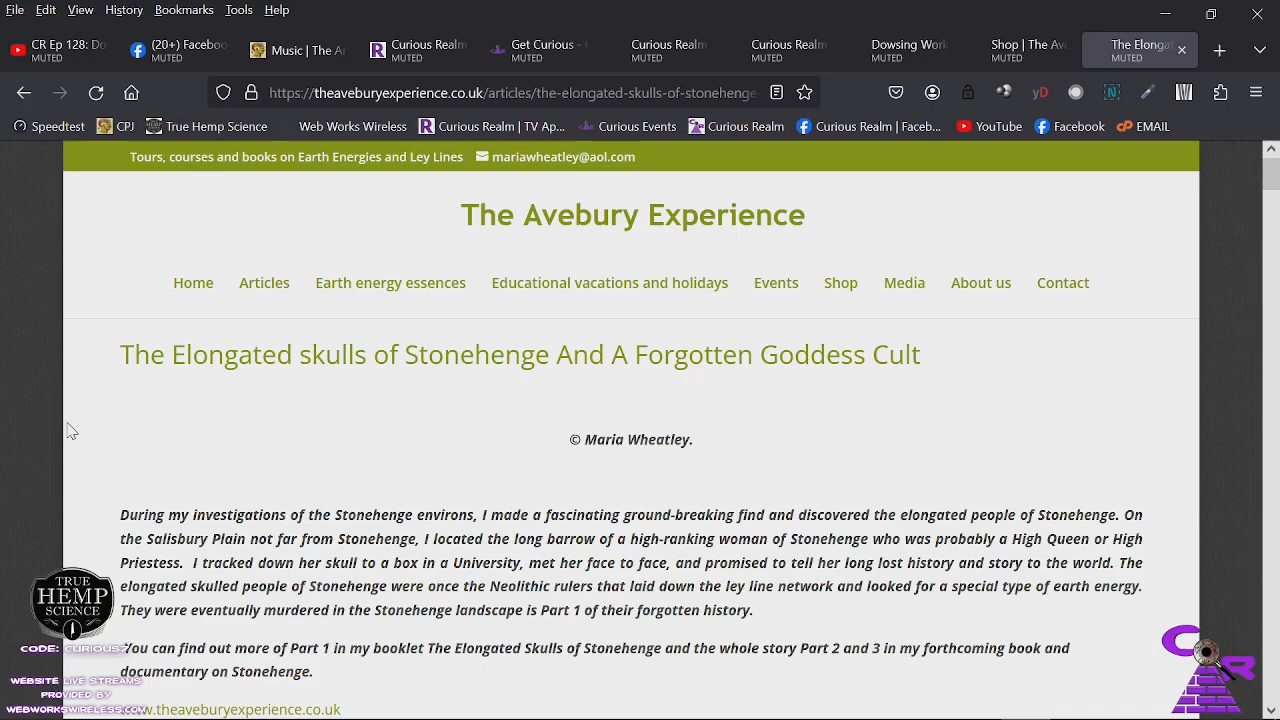 File Edit View History Bookmarks Tools Help
CR Ep 128: Do
MUTED
(20+) Faceboo
MUTED
Music | The Ar
Curious Realm
MUTED
Get Curious - C
MUTED
Curious Realm
MUTED
Curious Realm
MUTED
Dowsing Work
MUTED
Shop | The Ave
MUTED
The Elongat
MUTED
https://theaveburyexperience.co.uk/articles/the-elongated-skulls-of-stonehenge
Speedtest CPJ True Hemp Science Web Works Wireless Curious Realm | TV Ap... Curious Events Curious Realm Curious Realm | Faceb... YouTube Facebook EMAIL
Tours, courses and books on Earth Energies and Ley Lines mariawheatley@aol.com
The Avebury Experience
Home Articles Earth energy essences Educational vacations and holidays Events Shop Media About us Contact
The Elongated skulls of Stonehenge And A Forgotten Goddess Cult
© Maria Wheatley.
During my investigations of the Stonehenge environs, I made a fascinating ground-breaking find and discovered the elongated people of Stonehenge. On
the Salisbury Plain not far from Stonehenge, I located the long barrow of a high-ranking woman of Stonehenge who was probably a High Queen or High
Priestess. I tracked down her skull to a box in a University, met her face to face, and promised to tell her long lost history and story to the world. The
elongated skulled people of Stonehenge were once the Neolithic rulers that laid down the ley line network and looked for a special type of earth energy.
They were eventually murdered in the Stonehenge landscape is Part 1 of their forgotten history.
You can find out more of Part 1 in my booklet The Elongated Skulls of Stonehenge and the whole story Part 2 and 3 in my forthcoming book and
documentary on Stonehenge.
www.theaveburyexperience.co.uk
TRUE
HEMP
SCIENCE
CODE: CURIOUS7
WEBSITE LIVE STREAMS
PROVIDED BY
WEBWORKSWIRELESS.COM
C R